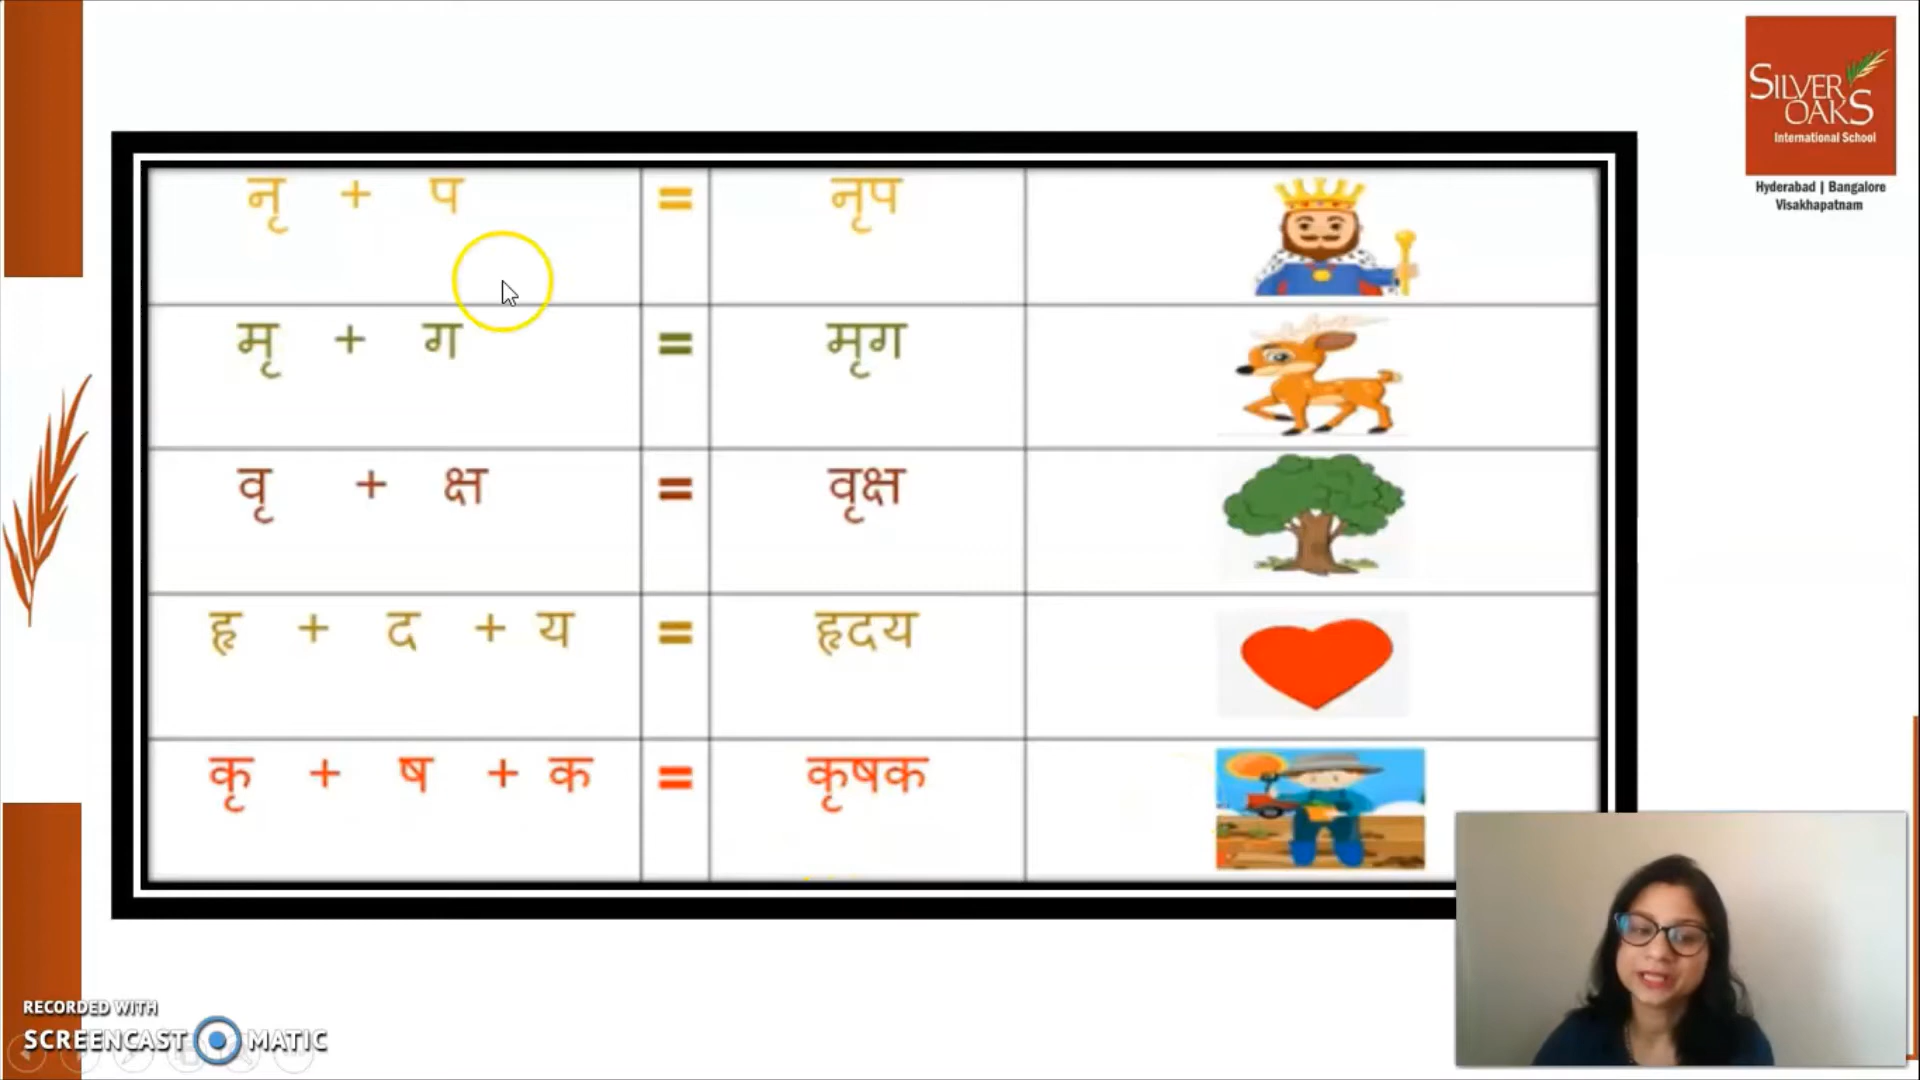 SILVER
OAKS
International School
Hyderabad | Bangalore
Visakhapatnam
नृ + प = नृप
मृ + ग = मृग
वृ + क्ष = वृक्ष
हृ + द + य = हृदय
कृ + ष + क = कृषक
RECORDED WITH
SCREENCAST MATIC